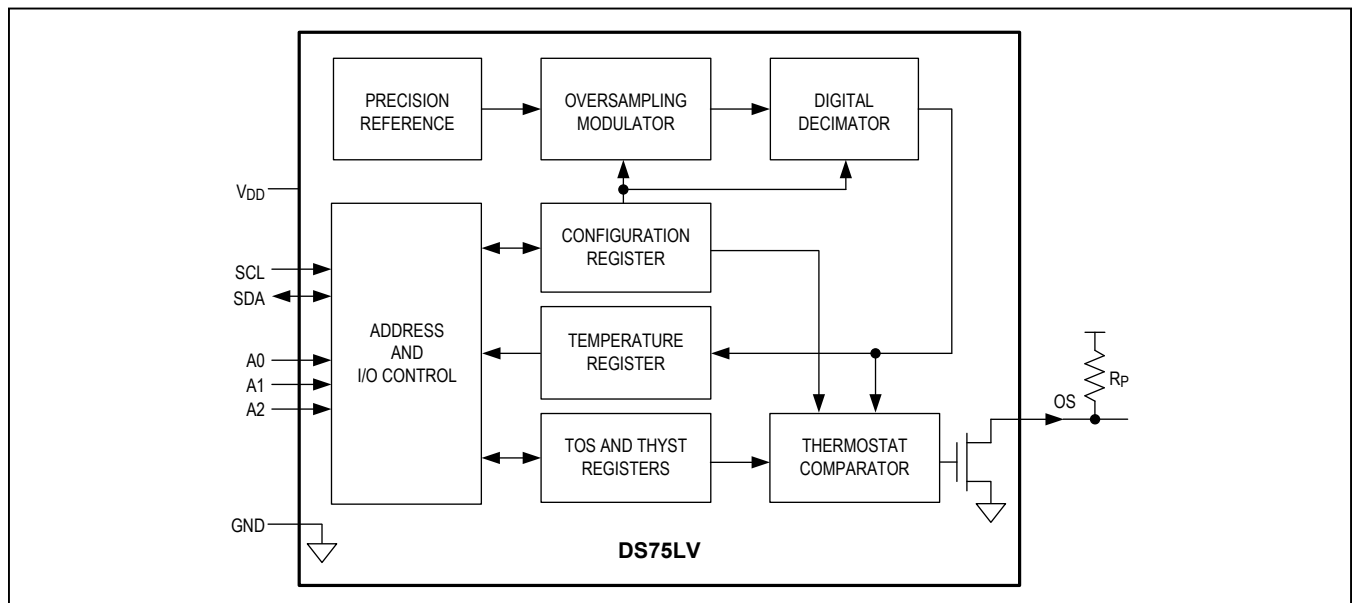 PRECISION
REFERENCE
OVERSAMPLING
MODULATOR
DIGITAL
DECIMATOR
VDD
CONFIGURATION
REGISTER
SCL
SDA
ADDRESS
AND
I/O CONTROL
TEMPERATURE
REGISTER
A0
A1
A2
RP
OS
TOS AND THYST
REGISTERS
THERMOSTAT
COMPARATOR
GND
DS75LV